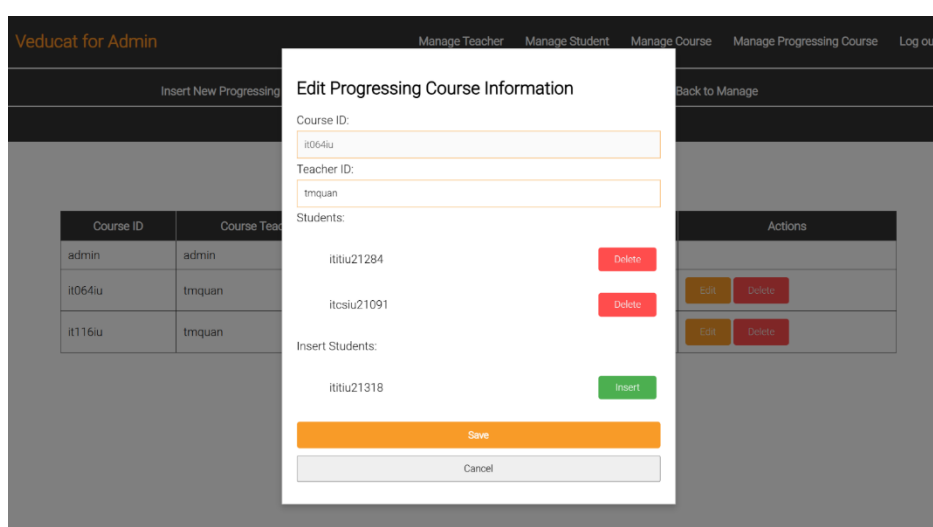 Veducat for Admin
Manage Teacher Manage Student Manage Course Manage Progressing Course Log ou
Insert New Progressing Back to Manage
Edit Progressing Course Information
Course ID:
it064iu
Teacher ID:
tmquan
Students:
ititiu21284 Delete
itcsiu21091 Delete
Insert Students:
ititiu21318 Insert
Save
Cancel
Course ID Course Teac Actions
admin admin
it064iu tmquan Edit Delete
it116iu tmquan Edit Delete